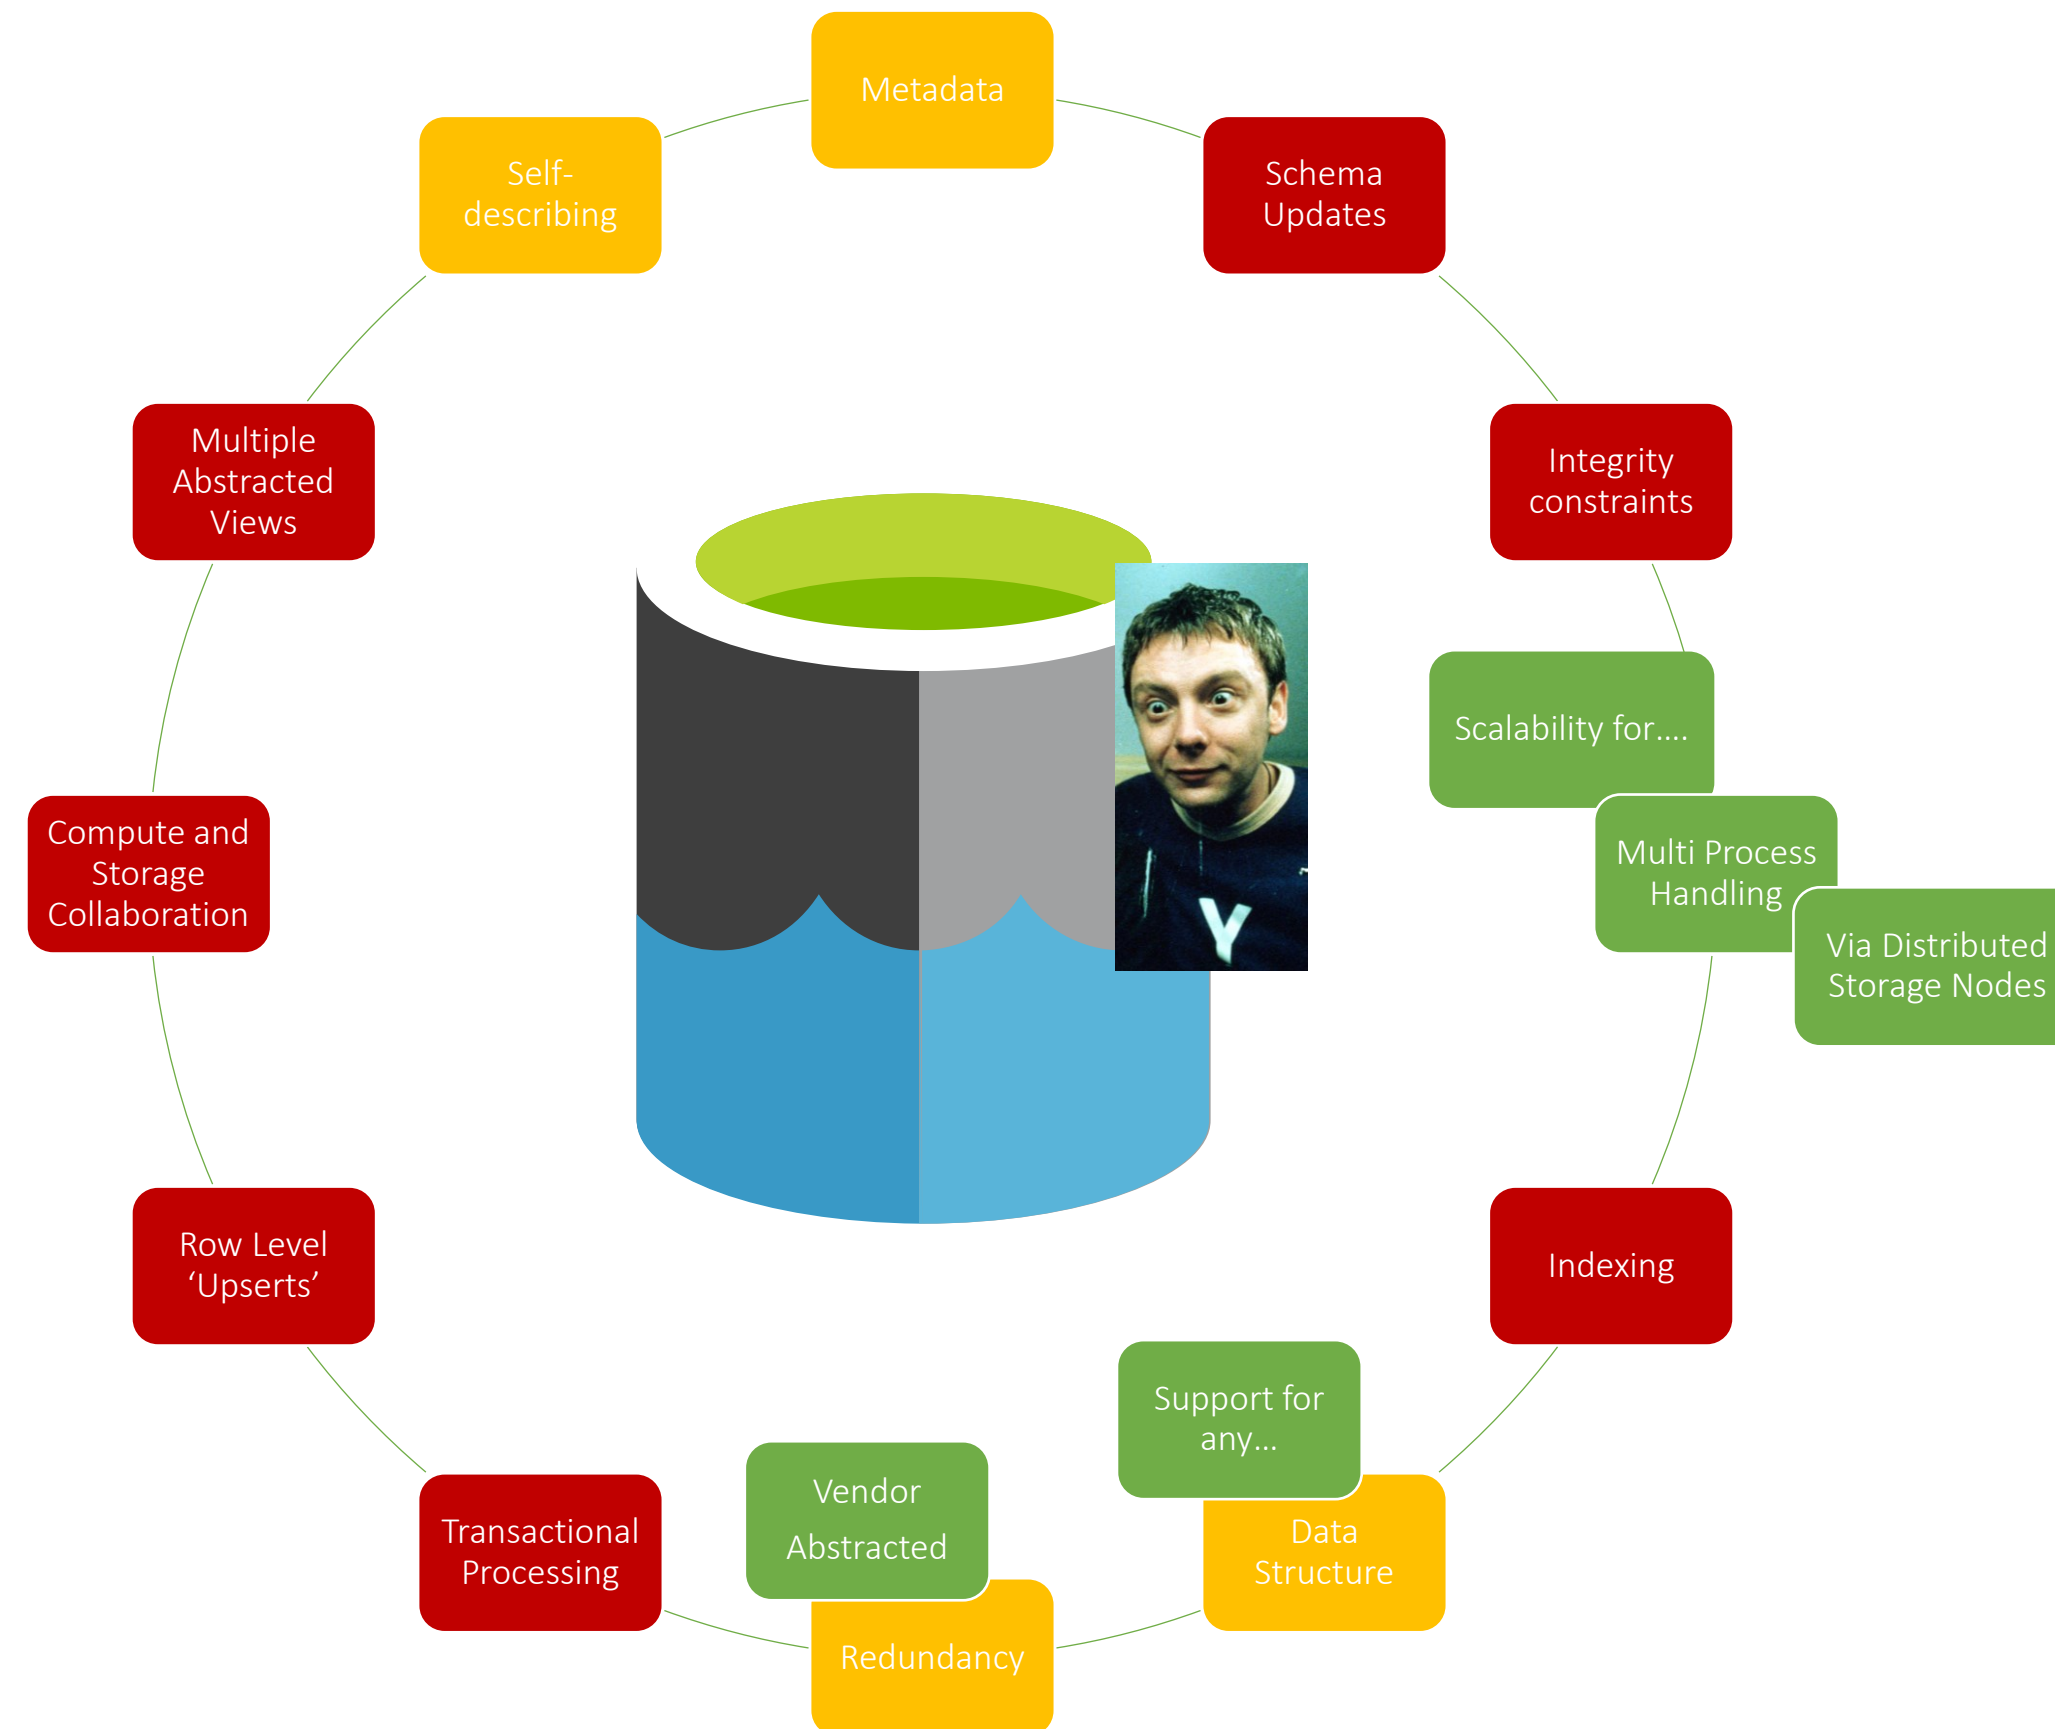 Metadata
Schema
Updates
Integrity
constraints
Scalability for....
Multi Process
Handling
Via Distributed
Storage Nodes
Indexing
Support for
any...
Data
Structure
Vendor
Abstracted
Redundancy
Transactional
Processing
Row Level
‘Upserts’
Compute and
Storage
Collaboration
Multiple
Abstracted
Views
Self-
describing
Y